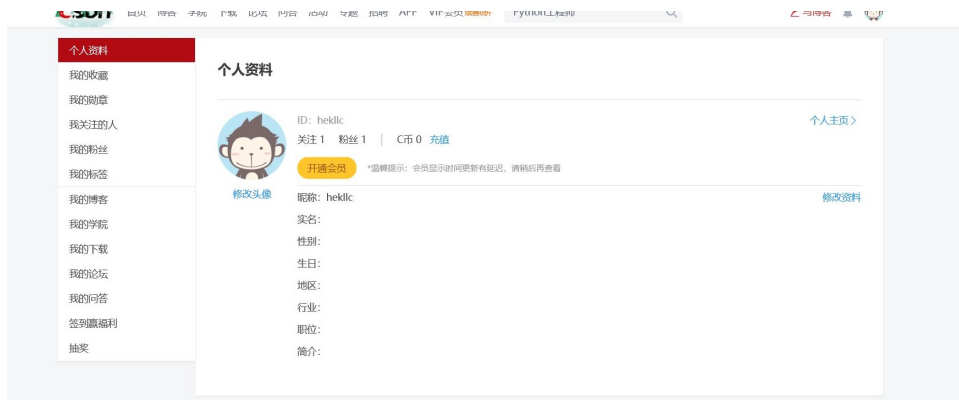 CSDN 首页 博客 学院 下载 论坛 问答 活动 专题 招聘 APP VIP会员 Python工程师 写博客
个人资料
我的收藏
我的勋章
我关注的人
我的粉丝
我的标签
我的博客
我的学院
我的下载
我的论坛
我的问答
签到赢福利
抽奖
个人资料
ID: hekllc
个人主页 >
关注 1 粉丝 1 | C币 0 充值
开通会员 *温馨提示：会员显示时间更新有延迟，请稍后再查看
修改头像
昵称：hekllc
修改资料
实名：
性别：
生日：
地区：
行业：
职位：
简介：